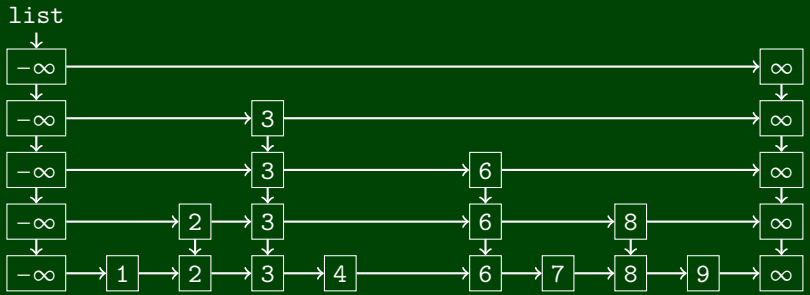 list
−∞ ∞
−∞ 3 ∞
−∞ 3 6 ∞
−∞ 2 3 6 8 ∞
−∞ 1 2 3 4 6 7 8 9 ∞